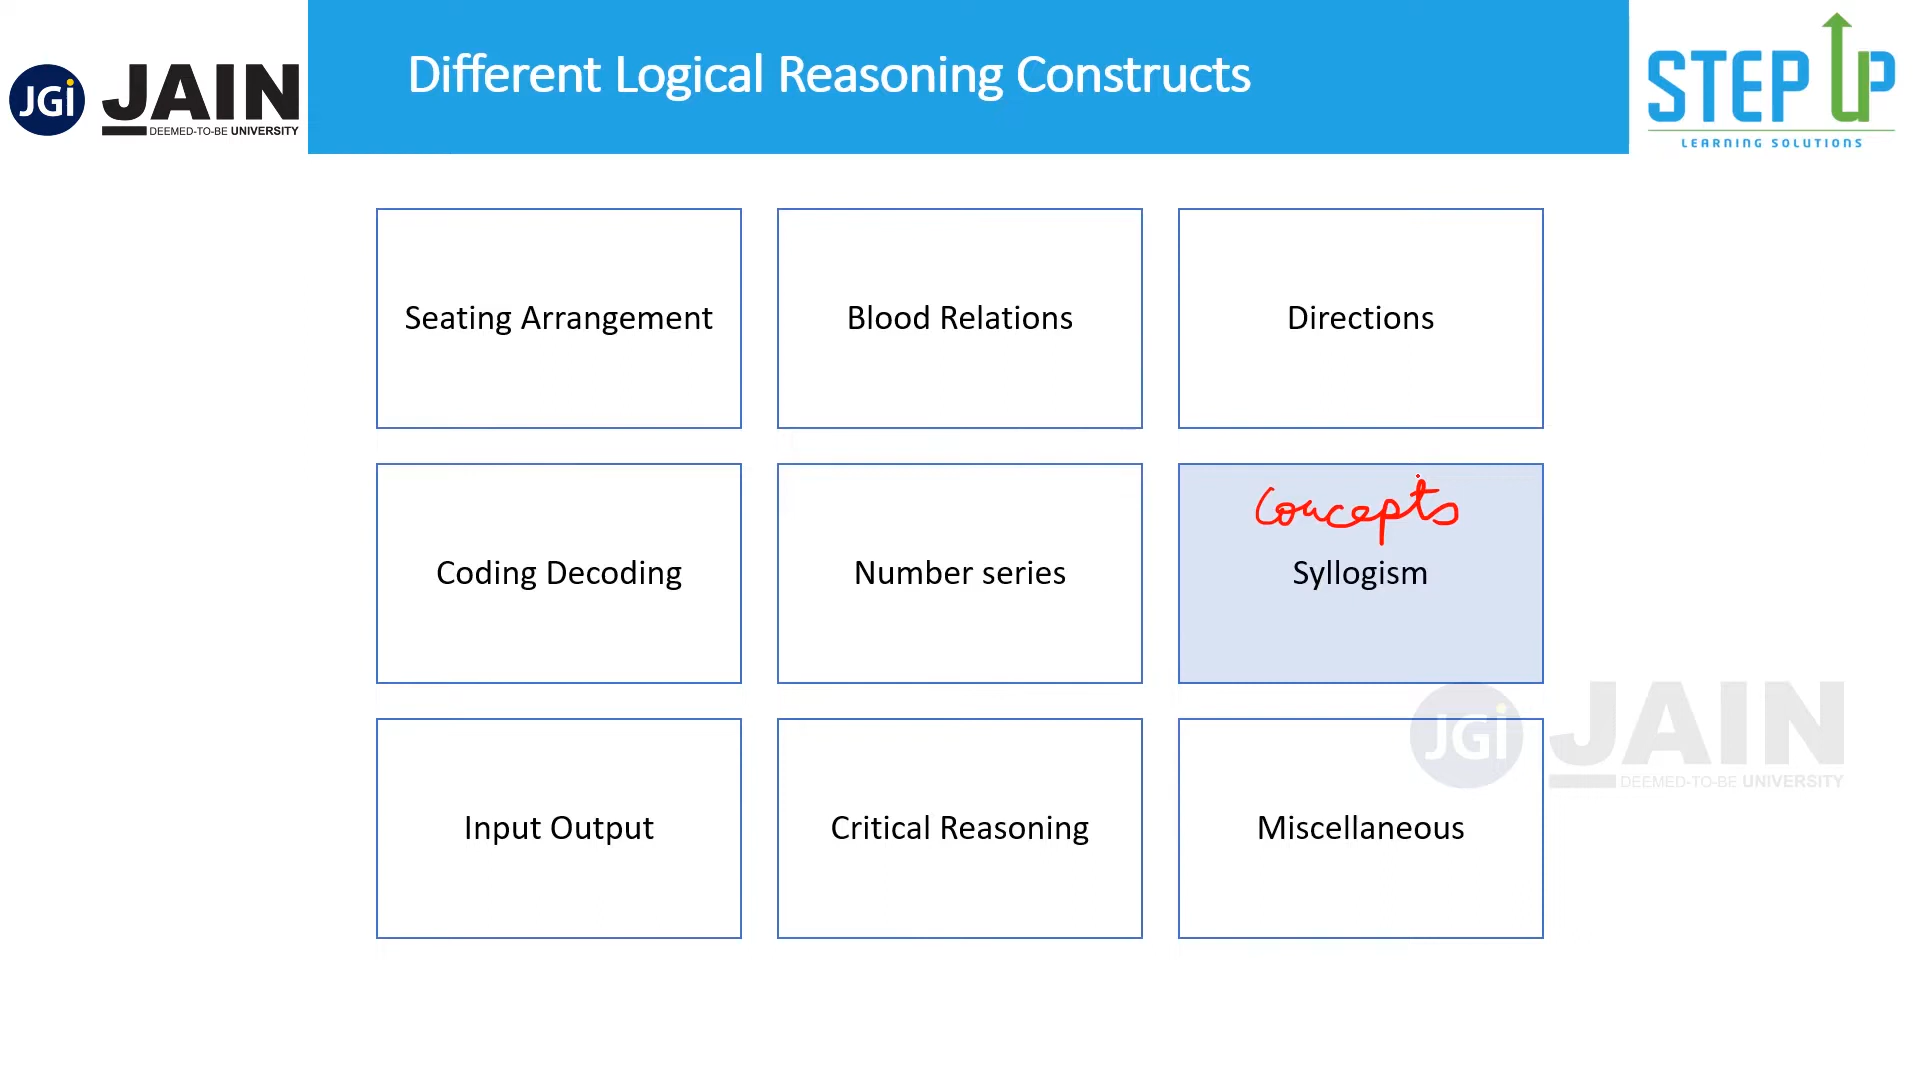 JGi JAIN
DEEMED-TO-BE UNIVERSITY
Different Logical Reasoning Constructs
STEP UP
LEARNING SOLUTIONS
Seating Arrangement
Blood Relations
Directions
Coding Decoding
Number series
Concepts
Syllogism
Input Output
Critical Reasoning
Miscellaneous
JGi JAIN
DEEMED-TO-BE UNIVERSITY